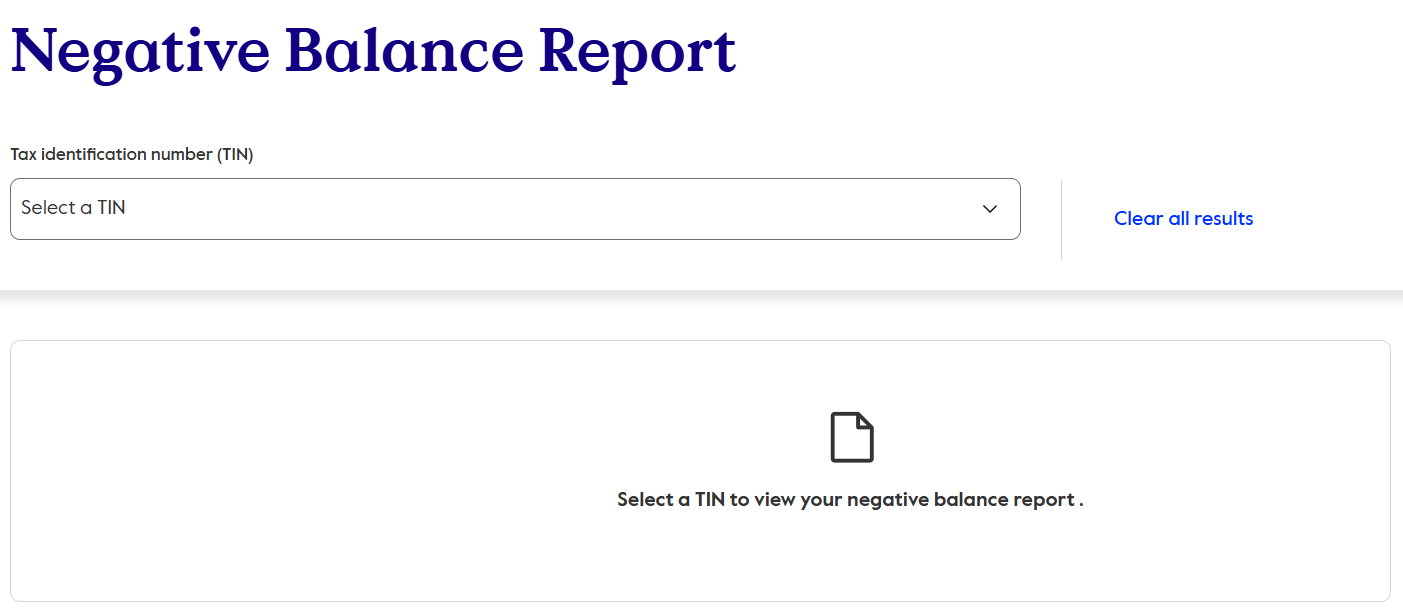 Negative Balance Report
Tax identification number (TIN)
Select a TIN
Clear all results
Select a TIN to view your negative balance report .